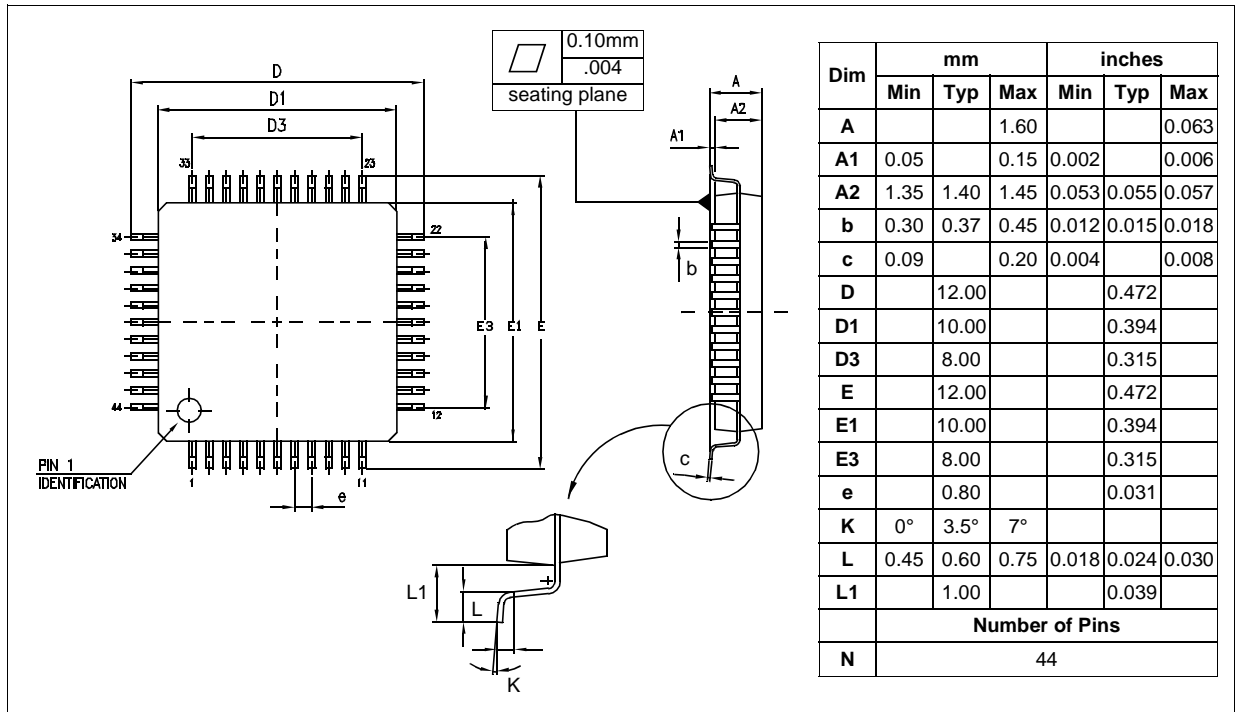 0.10mm
.004
seating plane
D
D1
D3
33
23
34
22
44
12
1
11
E3
E1
E
e
PIN 1
IDENTIFICATION
A
A2
A1
b
c
L1
L
K
Dim mm inches
Min Typ Max Min Typ Max
A 1.60 0.063
A1 0.05 0.15 0.002 0.006
A2 1.35 1.40 1.45 0.053 0.055 0.057
b 0.30 0.37 0.45 0.012 0.015 0.018
c 0.09 0.20 0.004 0.008
D 12.00 0.472
D1 10.00 0.394
D3 8.00 0.315
E 12.00 0.472
E1 10.00 0.394
E3 8.00 0.315
e 0.80 0.031
K 0° 3.5° 7°
L 0.45 0.60 0.75 0.018 0.024 0.030
L1 1.00 0.039
Number of Pins
N 44